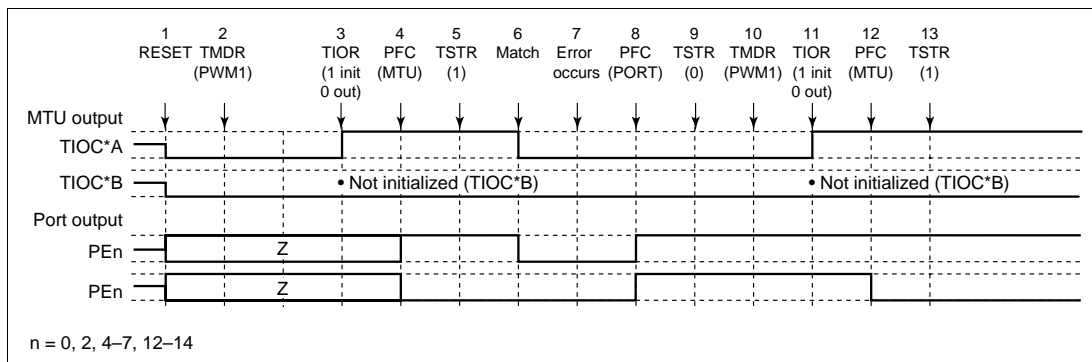 1 2 3 4 5 6 7 8 9 10 11 12 13
RESET TMDR TIOR PFC TSTR Match Error PFC TSTR TMDR TIOR PFC TSTR
(PWM1) (1 init (MTU) (1) occurs (PORT) (0) (PWM1) (1 init (MTU) (1)
0 out) 0 out)
MTU output
TIOC*A
TIOC*B • Not initialized (TIOC*B) • Not initialized (TIOC*B)
Port output
PEn Z
PEn Z
n = 0, 2, 4–7, 12–14